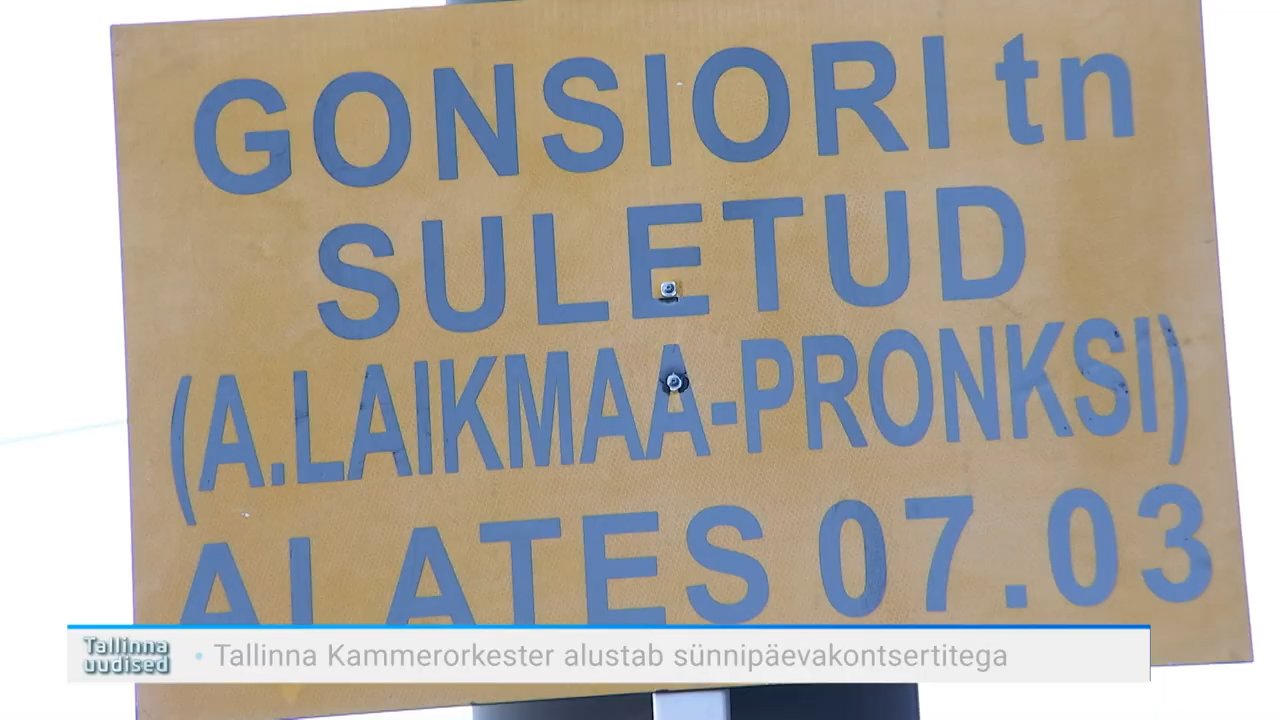 GONSIORI tn
SULETUD
(A.LAIKMAA-PRONKSI)
ALATES 07.03
Tallinna
uudised
• Tallinna Kammerorkester alustab sünnipäevakontsertitega